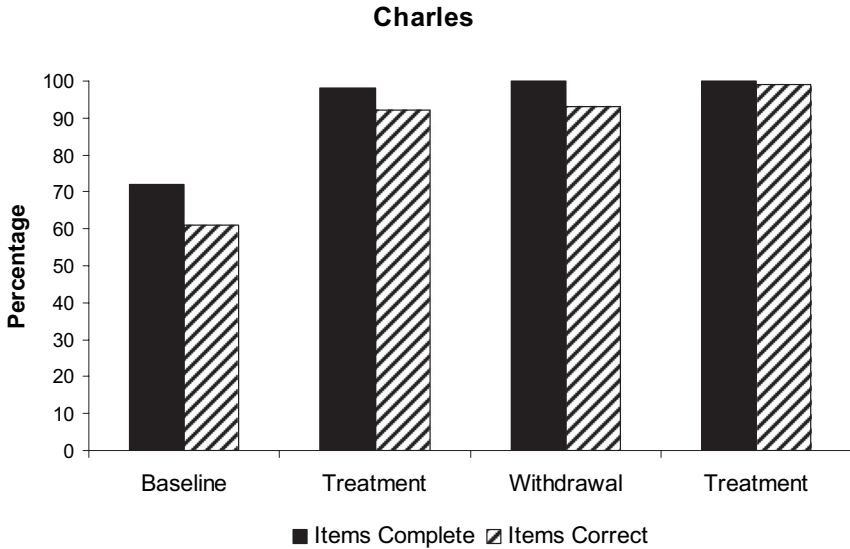 Charles
Percentage
100
90
80
70
60
50
40
30
20
10
0
Baseline Treatment Withdrawal Treatment
Items Complete Items Correct